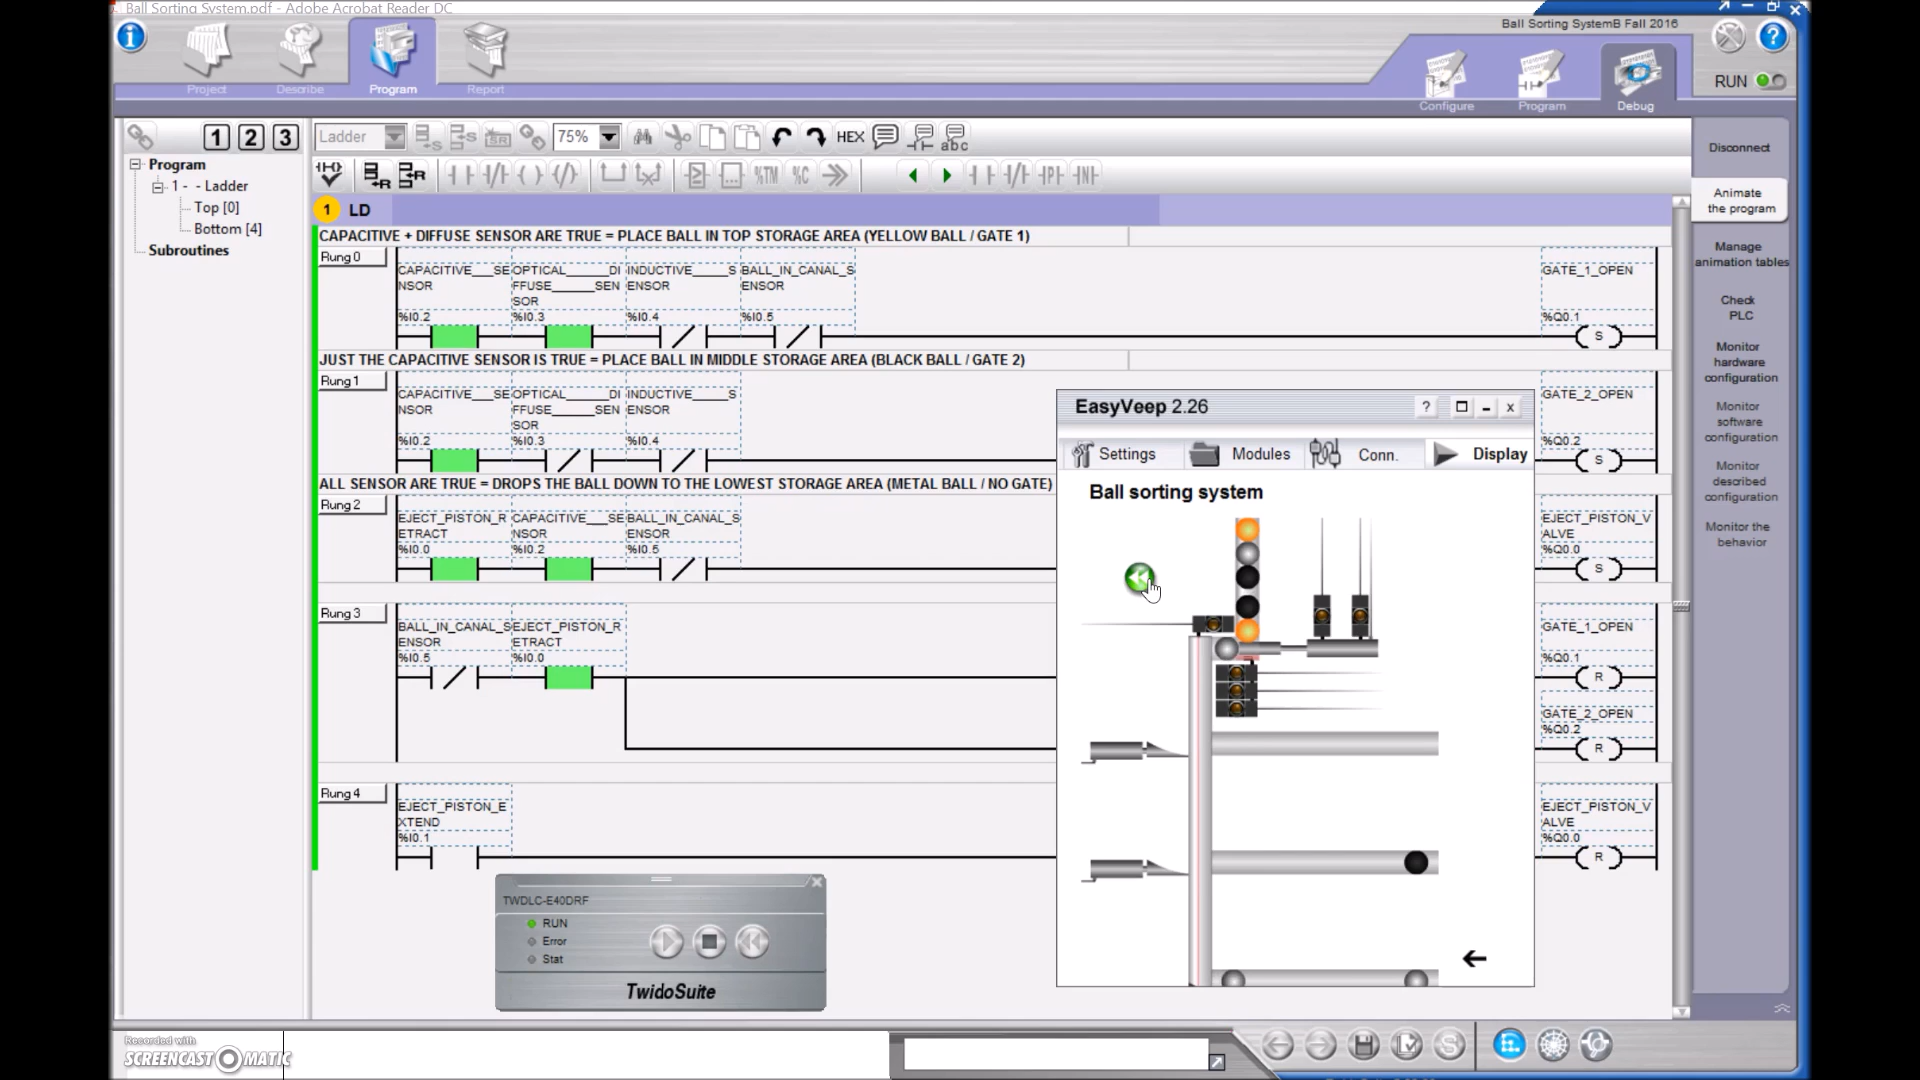 Ball Sorting System.pdf - Adobe Acrobat Reader DC
Ball Sorting SystemB Fall 2016
Project
Describe
Program
Report
Configure
Program
Debug
RUN
1 2 3
Ladder
75%
HEX
abc
%TM
%C
Program
1 - - Ladder
Top [0]
Bottom [4]
Subroutines
1 LD
CAPACITIVE + DIFFUSE SENSOR ARE TRUE = PLACE BALL IN TOP STORAGE AREA (YELLOW BALL / GATE 1)
Rung 0
CAPACITIVE___SENSOR
%I0.2
OPTICAL_____DIFFUSE______SENSOR
%I0.3
INDUCTIVE_____SENSOR
%I0.4
BALL_IN_CANAL_SENSOR
%I0.5
GATE_1_OPEN
%Q0.1
S
JUST THE CAPACITIVE SENSOR IS TRUE = PLACE BALL IN MIDDLE STORAGE AREA (BLACK BALL / GATE 2)
Rung 1
CAPACITIVE___SENSOR
%I0.2
OPTICAL_____DIFFUSE______SENSOR
%I0.3
INDUCTIVE_____SENSOR
%I0.4
GATE_2_OPEN
%Q0.2
S
ALL SENSOR ARE TRUE = DROPS THE BALL DOWN TO THE LOWEST STORAGE AREA (METAL BALL / NO GATE)
Rung 2
EJECT_PISTON_RETRACT
%I0.0
CAPACITIVE___SENSOR
%I0.2
BALL_IN_CANAL_SENSOR
%I0.5
EJECT_PISTON_VALVE
%Q0.0
S
Rung 3
BALL_IN_CANAL_SENSOR
%I0.5
EJECT_PISTON_RETRACT
%I0.0
GATE_1_OPEN
%Q0.1
R
GATE_2_OPEN
%Q0.2
R
Rung 4
EJECT_PISTON_EXTEND
%I0.1
EJECT_PISTON_VALVE
%Q0.0
R
EasyVeep 2.26
Settings
Modules
Conn.
Display
Ball sorting system
TWDLC-E40DRF
RUN
Error
Stat
TwidoSuite
Disconnect
Animate
the program
Manage
animation tables
Check
PLC
Monitor
hardware
configuration
Monitor
software
configuration
Monitor
described
configuration
Monitor the
behavior
Recorded with
SCREENCAST MATIC